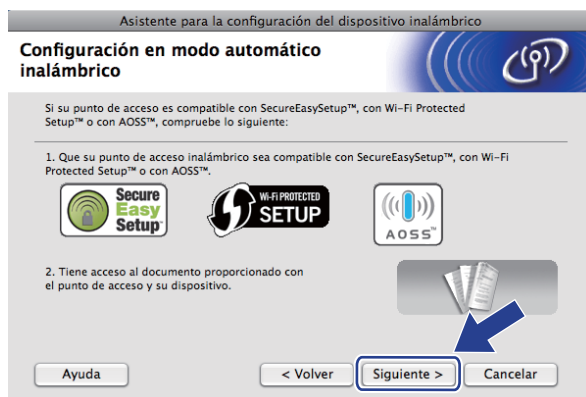 Asistente para la configuración del dispositivo inalámbrico
Configuración en modo automático
inalámbrico
Si su punto de acceso es compatible con SecureEasySetup™, con Wi-Fi Protected
Setup™ o con AOSS™, compruebe lo siguiente:
1. Que su punto de acceso inalámbrico sea compatible con SecureEasySetup™, con Wi-Fi
Protected Setup™ o con AOSS™.
Secure
Easy
Setup™
Wi-Fi PROTECTED
SETUP
AOSS™
2. Tiene acceso al documento proporcionado con
el punto de acceso y su dispositivo.
Ayuda
< Volver
Siguiente >
Cancelar